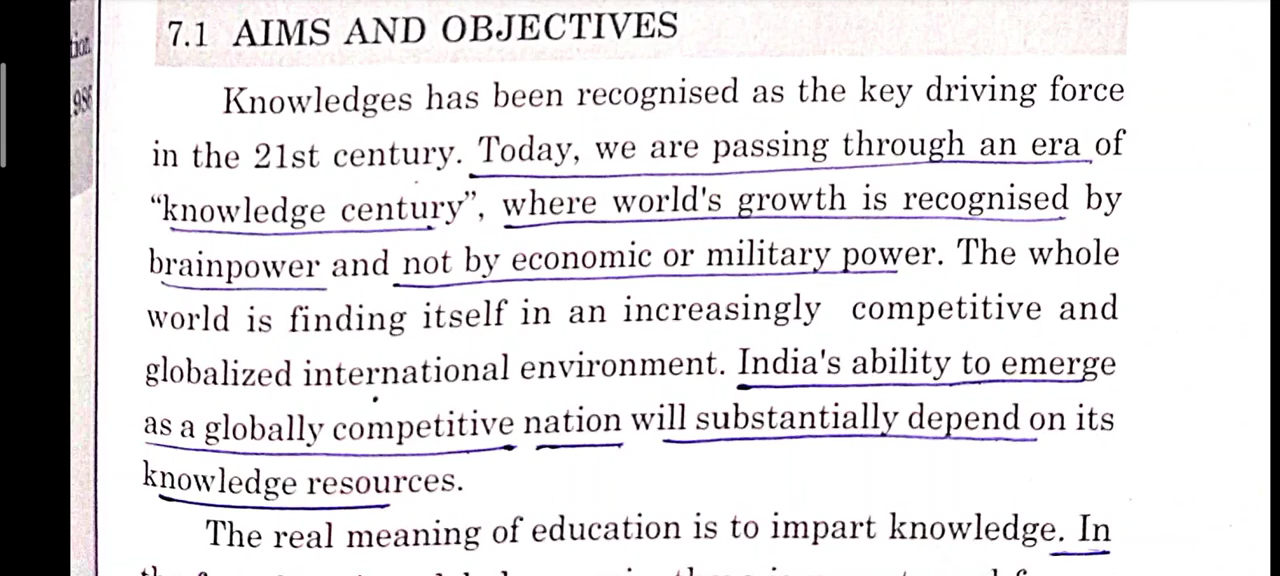 7.1 AIMS AND OBJECTIVES
Knowledges has been recognised as the key driving force
in the 21st century. Today, we are passing through an era of
“knowledge century”, where world's growth is recognised by
brainpower and not by economic or military power. The whole
world is finding itself in an increasingly competitive and
globalized international environment. India's ability to emerge
as a globally competitive nation will substantially depend on its
knowledge resources.
The real meaning of education is to impart knowledge. In